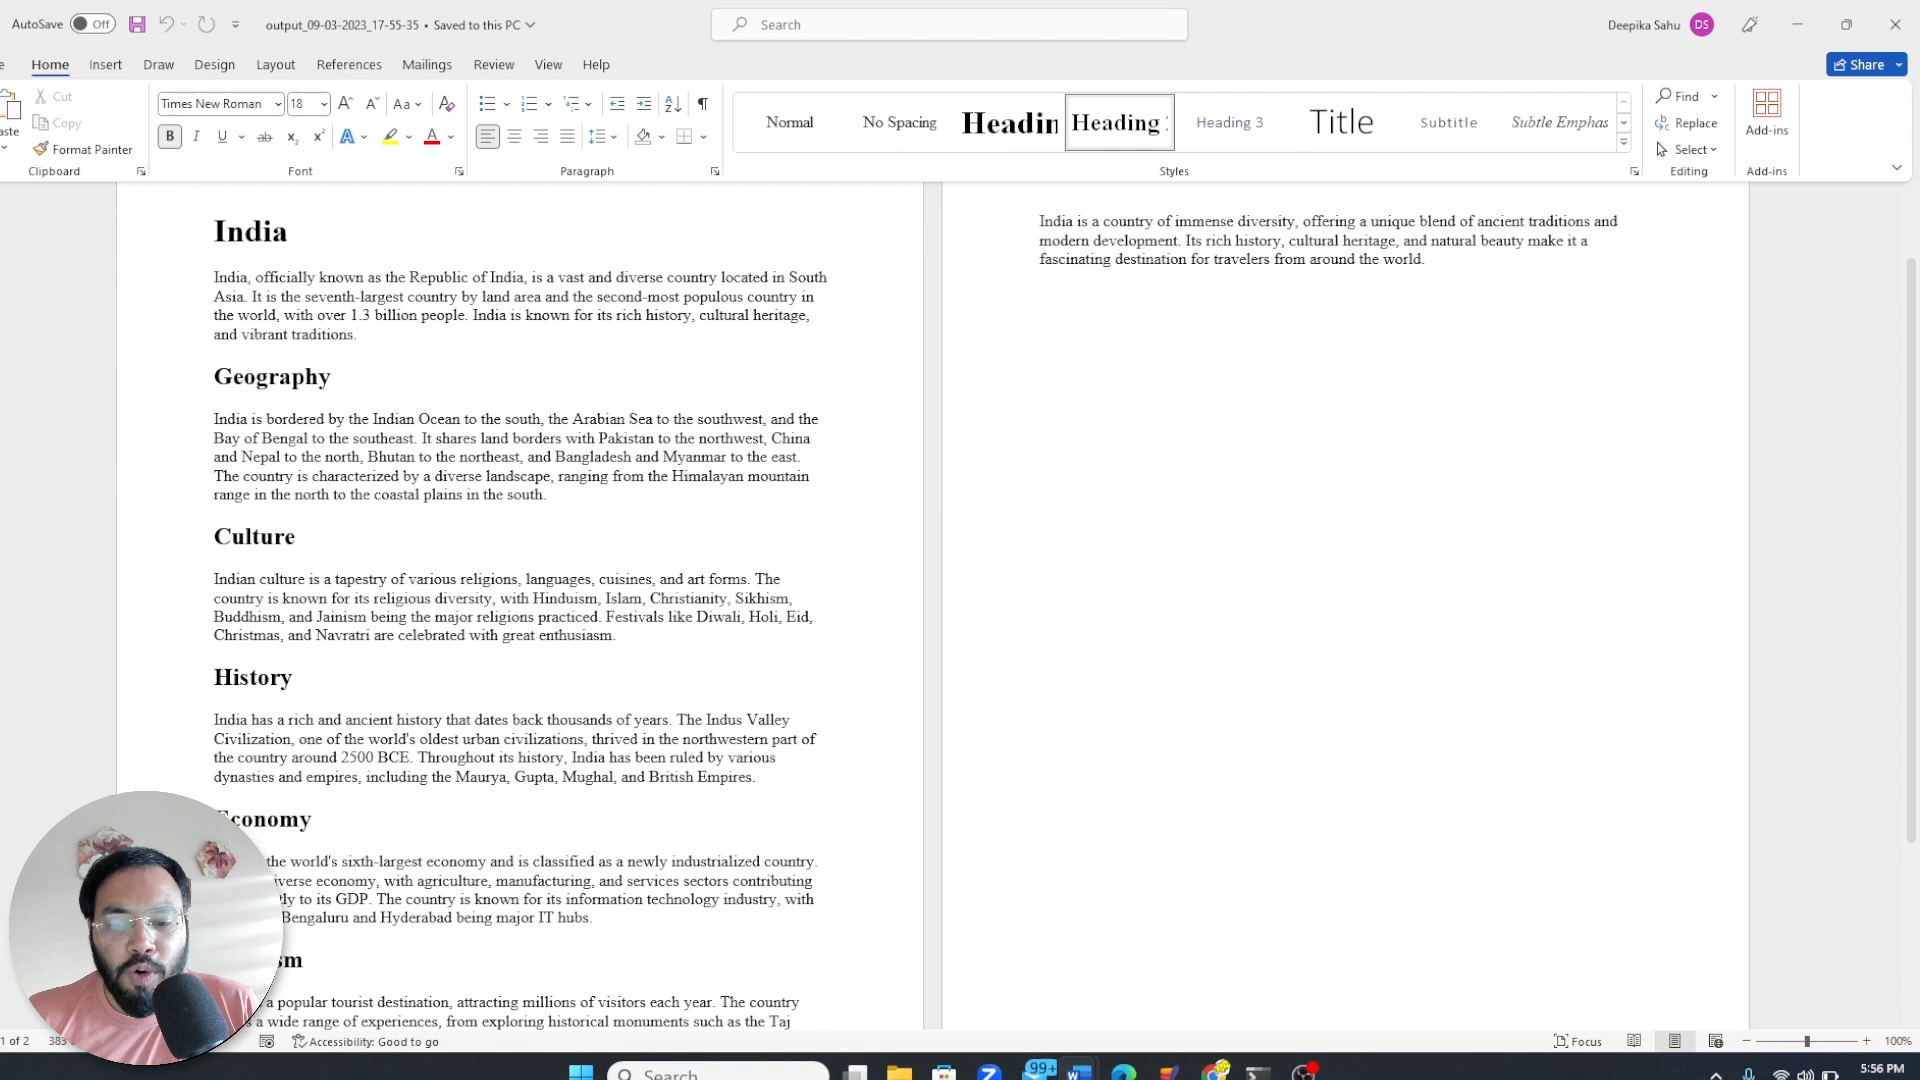 AutoSave Off output_09-03-2023_17-55-35 • Saved to this PC Search Deepika Sahu DS
Home Insert Draw Design Layout References Mailings Review View Help Share
Cut
Copy
Format Painter
Clipboard
Times New Roman 18
Font
Paragraph
Normal No Spacing Headin Heading Heading 3 Title Subtitle Subtle Emphas
Styles
Find
Replace
Select
Editing
Add-ins
Add-ins
India
India, officially known as the Republic of India, is a vast and diverse country located in South
Asia. It is the seventh-largest country by land area and the second-most populous country in
the world, with over 1.3 billion people. India is known for its rich history, cultural heritage,
and vibrant traditions.
Geography
India is bordered by the Indian Ocean to the south, the Arabian Sea to the southwest, and the
Bay of Bengal to the southeast. It shares land borders with Pakistan to the northwest, China
and Nepal to the north, Bhutan to the northeast, and Bangladesh and Myanmar to the east.
The country is characterized by a diverse landscape, ranging from the Himalayan mountain
range in the north to the coastal plains in the south.
Culture
Indian culture is a tapestry of various religions, languages, cuisines, and art forms. The
country is known for its religious diversity, with Hinduism, Islam, Christianity, Sikhism,
Buddhism, and Jainism being the major religions practiced. Festivals like Diwali, Holi, Eid,
Christmas, and Navratri are celebrated with great enthusiasm.
History
India has a rich and ancient history that dates back thousands of years. The Indus Valley
Civilization, one of the world's oldest urban civilizations, thrived in the northwestern part of
the country around 2500 BCE. Throughout its history, India has been ruled by various
dynasties and empires, including the Maurya, Gupta, Mughal, and British Empires.
Economy
the world's sixth-largest economy and is classified as a newly industrialized country.
economy, with agriculture, manufacturing, and services sectors contributing
to its GDP. The country is known for its information technology industry, with
Bengaluru and Hyderabad being major IT hubs.
a popular tourist destination, attracting millions of visitors each year. The country
a wide range of experiences, from exploring historical monuments such as the Taj
India is a country of immense diversity, offering a unique blend of ancient traditions and
modern development. Its rich history, cultural heritage, and natural beauty make it a
fascinating destination for travelers from around the world.
1 of 2 383 Accessibility: Good to go Focus 100%
Search 99+ 5:56 PM